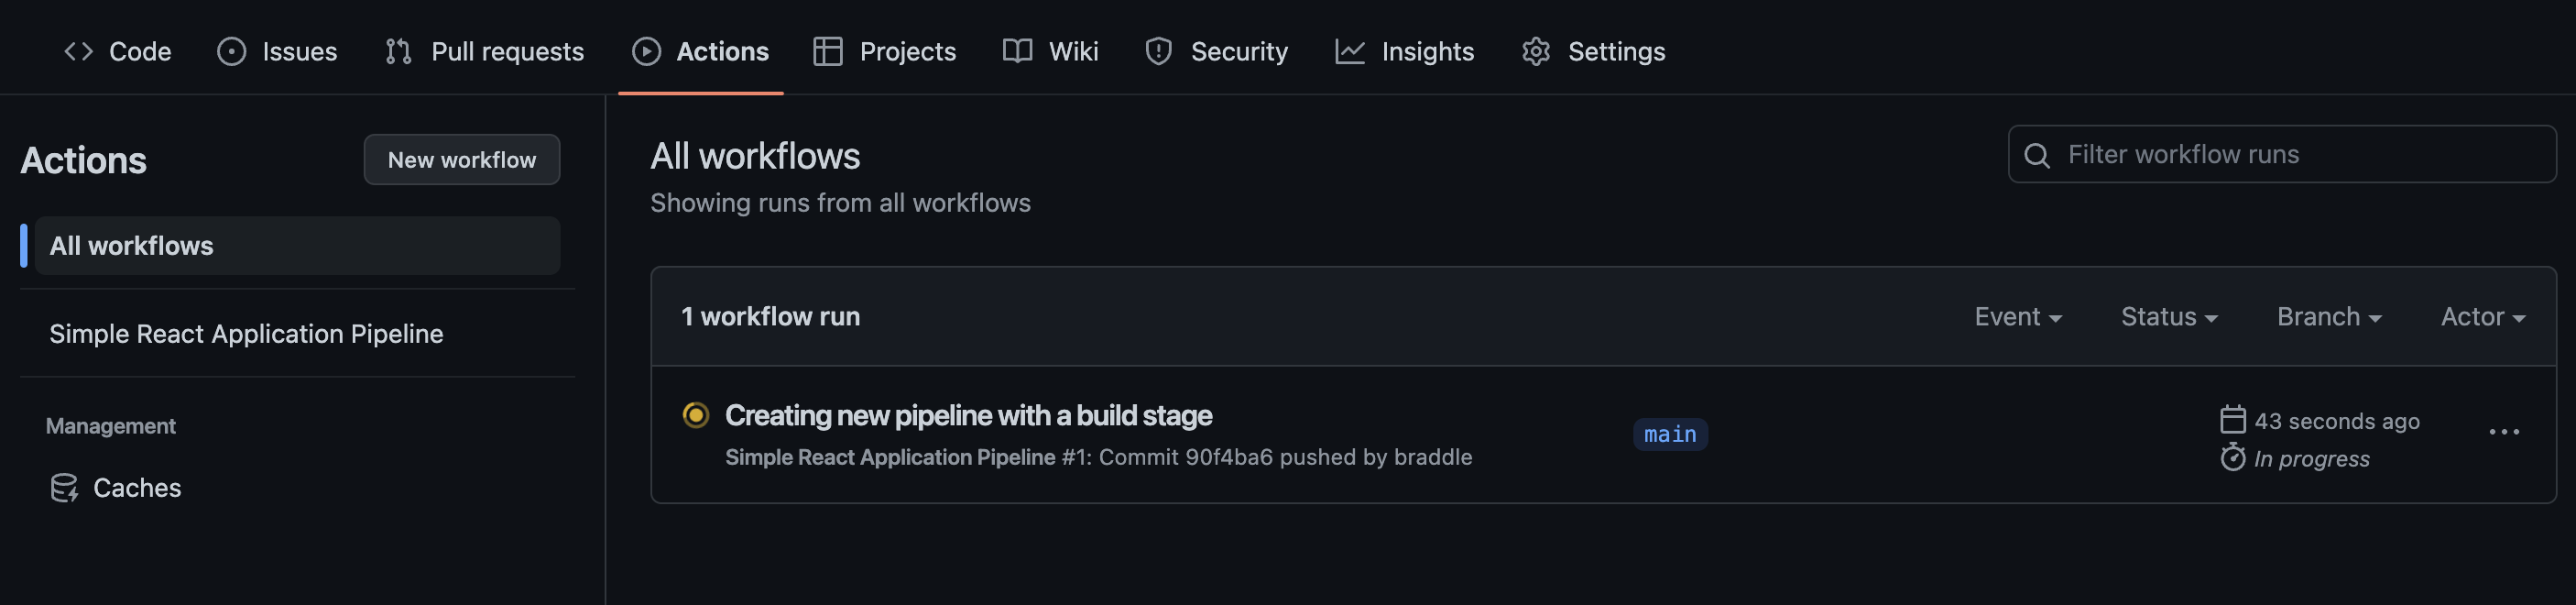 Code Issues Pull requests Actions Projects Wiki Security Insights Settings
Actions New workflow
All workflows
Simple React Application Pipeline
Management
Caches
All workflows
Showing runs from all workflows
Filter workflow runs
1 workflow run Event Status Branch Actor
Creating new pipeline with a build stage
Simple React Application Pipeline #1: Commit 90f4ba6 pushed by braddle
main
43 seconds ago
In progress